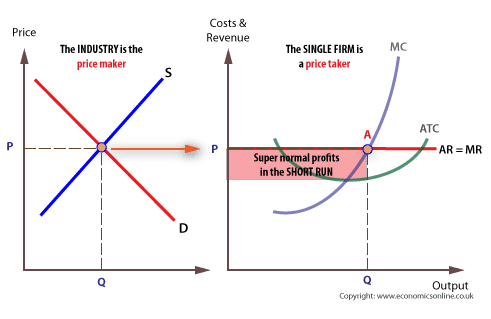 Price
The INDUSTRY is the
price maker
S
P
D
Q
Costs &
Revenue
The SINGLE FIRM is
a price taker
MC
A
ATC
P
AR = MR
Super normal profits
in the SHORT RUN
Q
Output
Copyright: www.economicsonline.co.uk